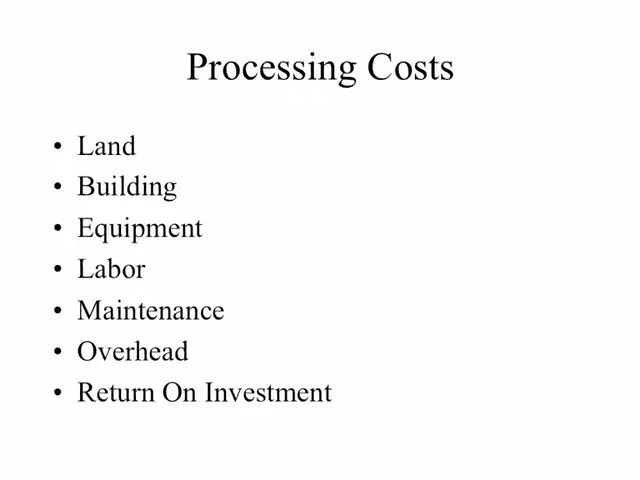 Processing Costs
• Land
• Building
• Equipment
• Labor
• Maintenance
• Overhead
• Return On Investment